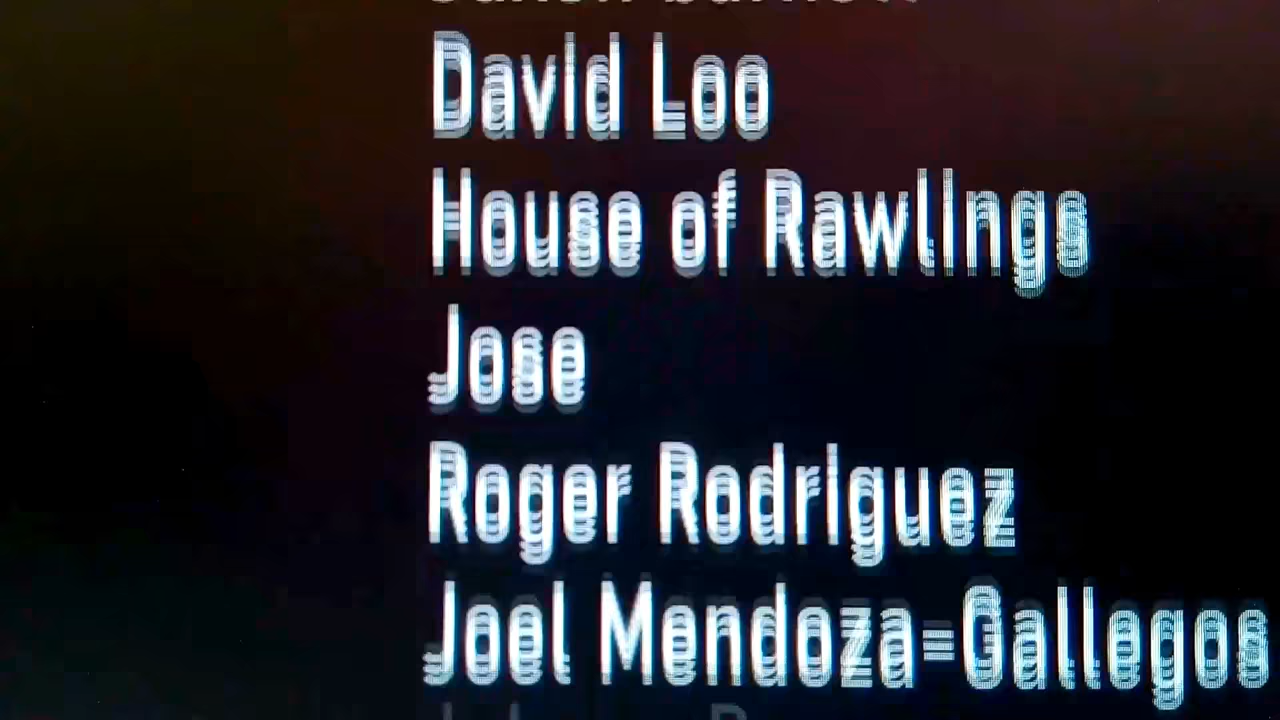 David Loo
House of Rawlings
Jose
Roger Rodriguez
Joel Mendoza-Gallegos